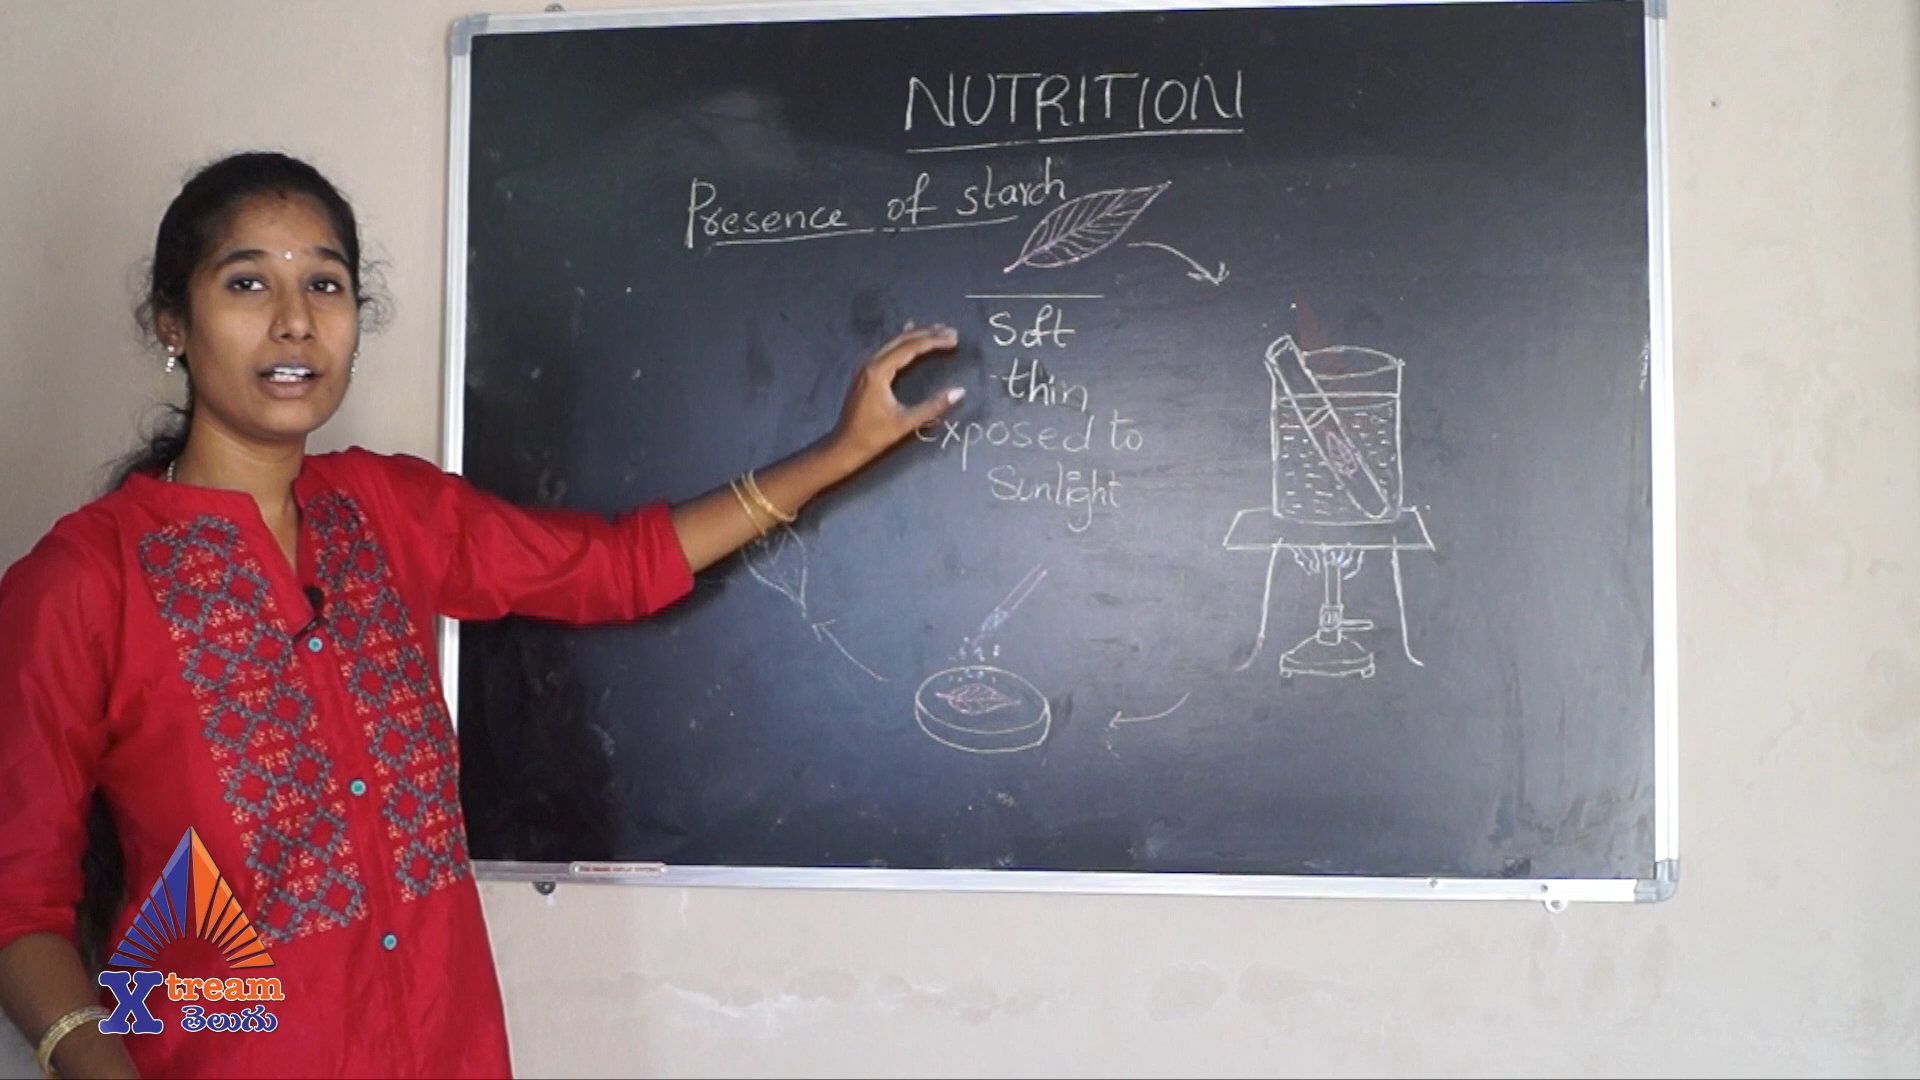 NUTRITION
Presence of starch
Soft
thin
exposed to
Sunlight
Xtream
తెలుగు